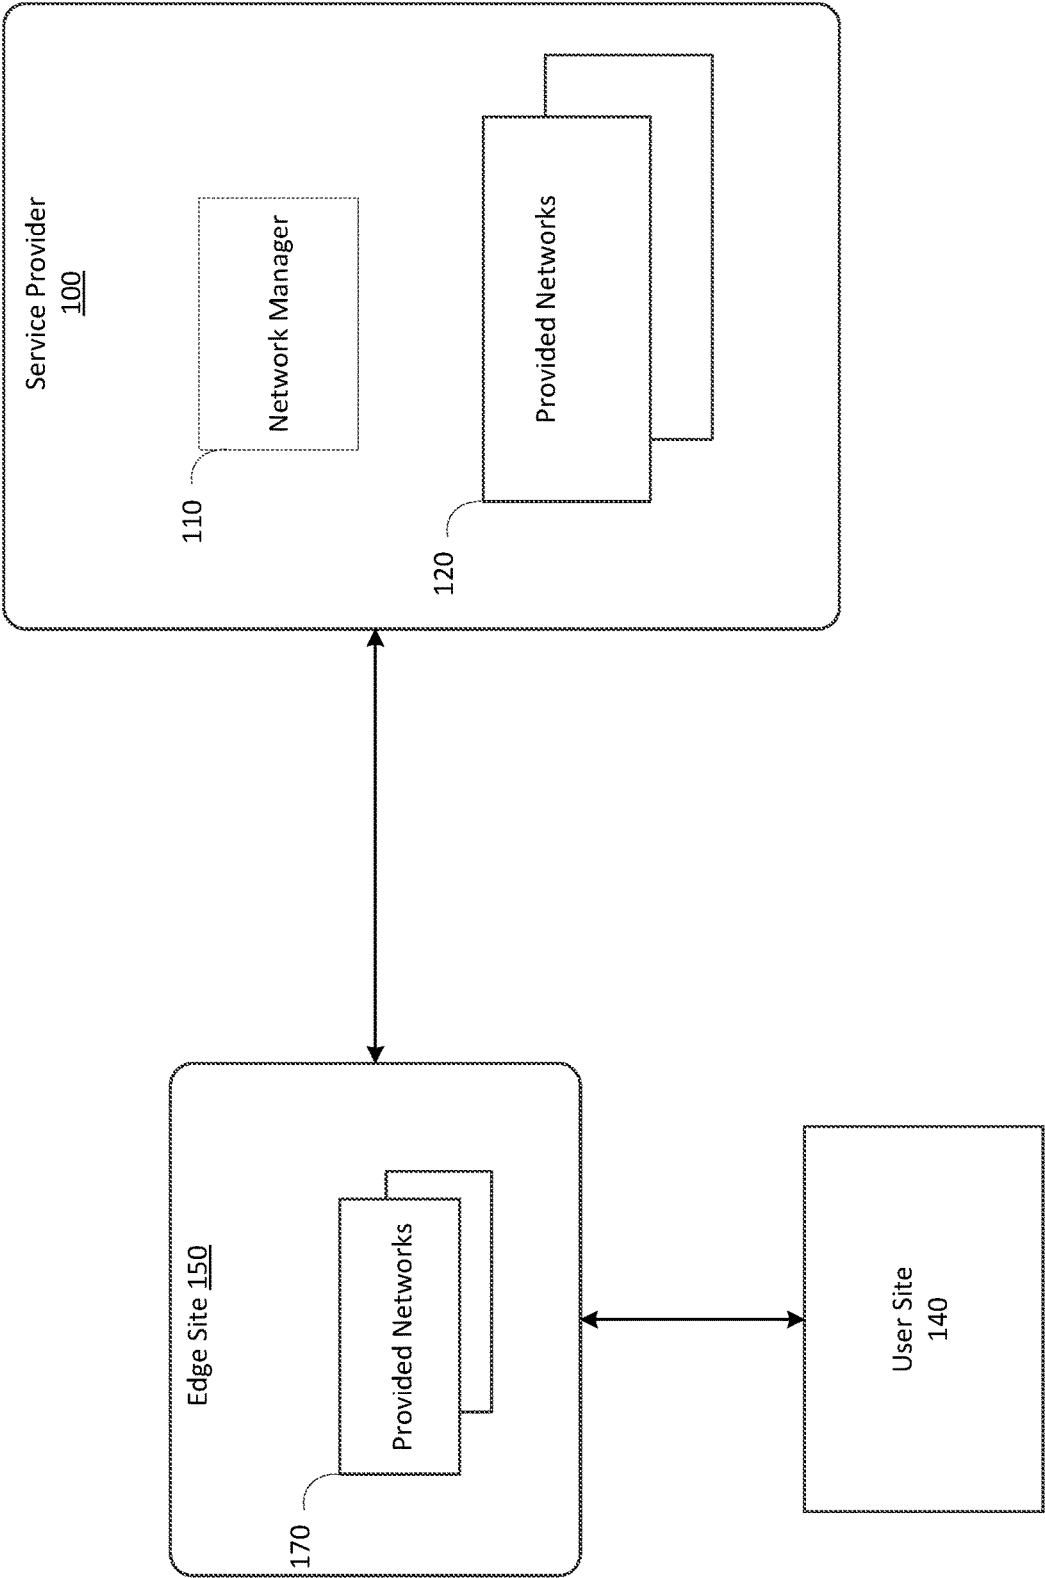 Service Provider
100
110
Network Manager
120
Provided Networks
Edge Site 150
170
Provided Networks
User Site
140